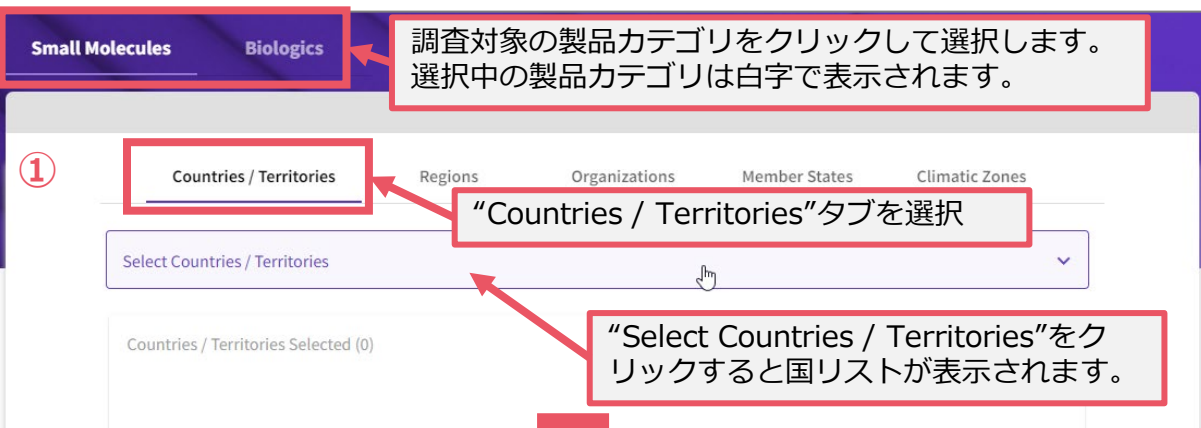 Small Molecules Biologics
調査対象の製品カテゴリをクリックして選択します。
選択中の製品カテゴリは白字で表示されます。
①
Countries / Territories Regions Organizations Member States Climatic Zones
“Countries / Territories”タブを選択
Select Countries / Territories
Countries / Territories Selected (0)
“Select Countries / Territories”をク
リックすると国リストが表示されます。